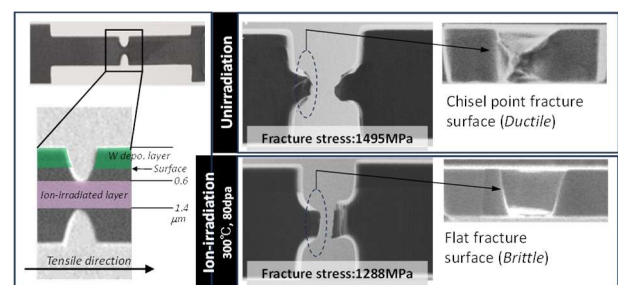 W depo. layer
Surface
0.6
Ion-irradiated layer
1.4
μm
Tensile direction
Unirradiation
Fracture stress:1495MPa
Chisel point fracture
surface (Ductile)
Ion-irradiation
300℃, 80dpa
Fracture stress:1288MPa
Flat fracture
surface (Brittle)